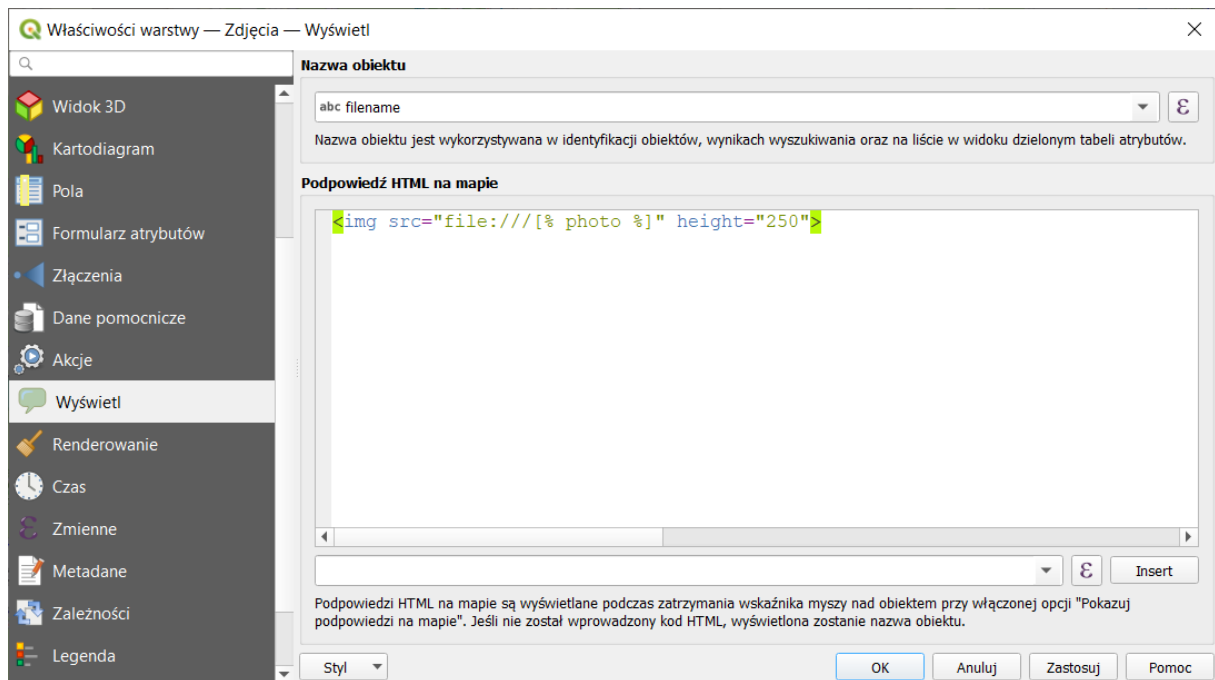 Właściwości warstwy — Zdjęcia — Wyświetl
Widok 3D
Kartodiagram
Pola
Formularz atrybutów
Złączenia
Dane pomocnicze
Akcje
Wyświetl
Renderowanie
Czas
Zmienne
Metadane
Zależności
Legenda
Nazwa obiektu
abc filename
ε
Nazwa obiektu jest wykorzystywana w identyfikacji obiektów, wynikach wyszukiwania oraz na liście w widoku dzielonym tabeli atrybutów.
Podpowiedź HTML na mapie
<img src="file:///[% photo %]" height="250">
ε Insert
Podpowiedzi HTML na mapie są wyświetlane podczas zatrzymania wskaźnika myszy nad obiektem przy włączonej opcji "Pokazuj
podpowiedzi na mapie". Jeśli nie został wprowadzony kod HTML, wyświetlona zostanie nazwa obiektu.
Styl OK Anuluj Zastosuj Pomoc